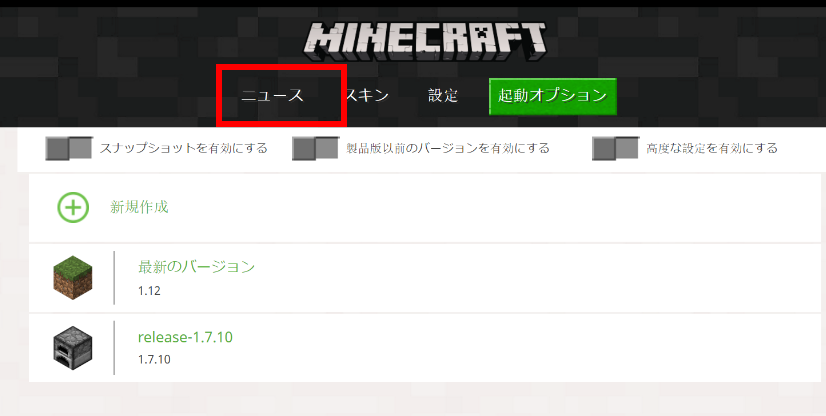 MINECRAFT
ニュース スキン 設定 起動オプション
スナップショットを有効にする 製品版以前のバージョンを有効にする 高度な設定を有効にする
新規作成
最新のバージョン
1.12
release-1.7.10
1.7.10